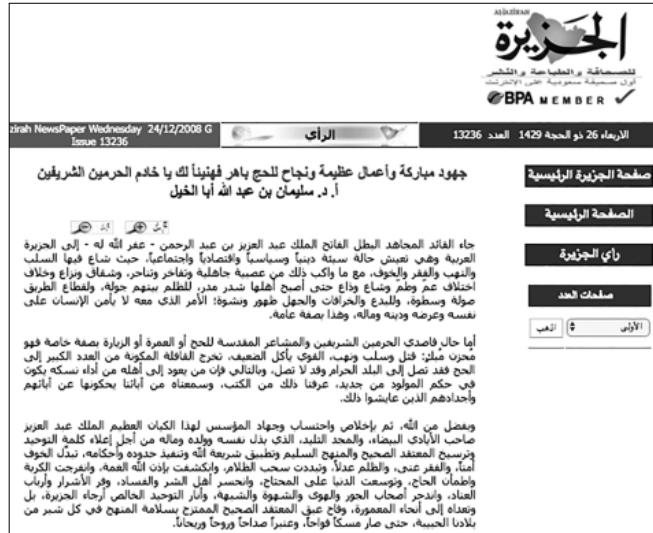 ALJAZIRAH
الجزيرة
للصحافة والطباعة والنشر
أول صحيفة سعودية على الإنترنت
BPA MEMBER
الأربعاء 26 ذو الحجة 1429 العدد 13236
الرأي
zirah NewsPaper Wednesday 24/12/2008 G
Issue 13236
صفحة الجزيرة الرئيسية
الصفحة الرئيسية
رأي الجزيرة
صفحات العدد
الأولى
اذهب
جهود مباركة وأعمال عظيمة ونجاح للحج باهر فهنيئاً لك يا خادم الحرمين الشريفين
أ. د. سليمان بن عبد الله أبا الخيل
جاء القائد المجاهد البطل الفاتح الملك عبد العزيز بن عبد الرحمن - غفر الله له - إلى الجزيرة
العربية وهي تعيش حالة سيئة دينياً وسياسياً واقتصادياً واجتماعياً، حيث شاع فيها السلب
والنهب والفقر والخوف، مع ما واكب ذلك من عصبية جاهلية وتفاخر وتناحر، وشقاق ونزاع وخلاف
اختلاف عم وطم وشاع وذاع حتى أصبح أهلها شذر مذر، للظلم بينهم جولة، ولقطاع الطريق
صولة وسطوة، وللبدع والخرافات والجهل ظهور ونشوة؛ الأمر الذي معه لا يأمن الإنسان على
نفسه وعرضه ودينه وماله، وهذا بصفة عامة.
أما حال قاصدي الحرمين الشريفين والمشاعر المقدسة للحج أو العمرة أو الزيارة بصفة خاصة فهو
محزن مبكٍ: قتل وسلب ونهب، القوي يأكل الضعيف، تخرج القافلة المكونة من العدد الكبير إلى
الحج فقد تصل إلى البلد الحرام وقد لا تصل، وبالتالي فإن من يعود إلى أهله من أداء نسكه يكون
في حكم المولود من جديد، عرفنا ذلك من الكتب، وسمعناه من آبائنا يحكونها عن آبائهم
وأجدادهم الذين عايشوا ذلك.
وبفضل من الله، ثم بإخلاص واحتساب وجهاد المؤسس لهذا الكيان العظيم الملك عبد العزيز
صاحب الأيادي البيضاء، والمجد التليد، الذي بذل نفسه وولده وماله من أجل إعلاء كلمة التوحيد
وترسيخ المعتقد الصحيح والمنهج السليم وتطبيق شريعة الله وتنفيذ حدوده وأحكامه، تبدل الخوف
أمناً، والفقر غنى، والظلم عدلاً، وتبددت سحب الظلام، وانكشفت بإذن الله الغمة، وانفرجت الكربة
واطمأن الحاج، وتوسعت الدنيا على المحتاج، وانحسر أهل الشر والفساد، وفر الأشرار وأرباب
العناد، واندحر أصحاب الجور والهوى والشهوة والشبهة، وأنار التوحيد الخالص أرجاء الجزيرة، بل
وتعداه إلى أنحاء المعمورة، وفاح عبق المعتقد الصحيح الممتزج بسلامة المنهج في كل شبر من
بلادنا الحبيبة، حتى صار مسكاً فواحاً، وعنبراً صداحاً وروحاً وريحاناً.